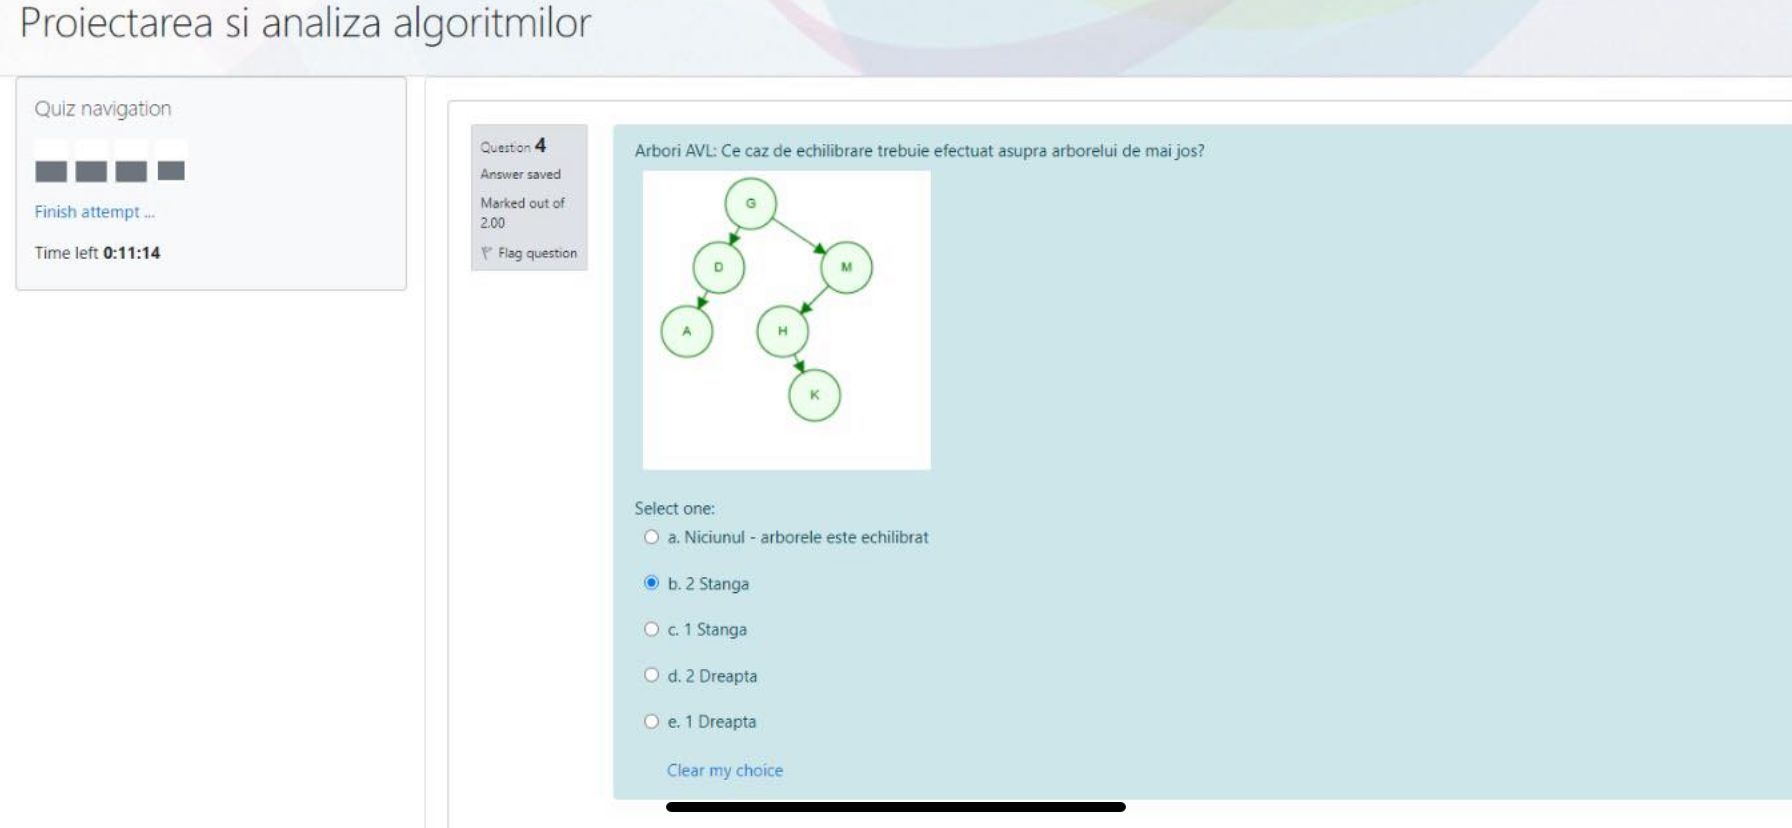 Proiectarea si analiza algoritmilor
Quiz navigation
Finish attempt ...
Time left 0:11:14
Question 4
Answer saved
Marked out of
2.00
Flag question
Arbori AVL: Ce caz de echilibrare trebuie efectuat asupra arborelui de mai jos?
G
D
M
A
H
K
Select one:
a. Niciunul - arborele este echilibrat
b. 2 Stanga
c. 1 Stanga
d. 2 Dreapta
e. 1 Dreapta
Clear my choice